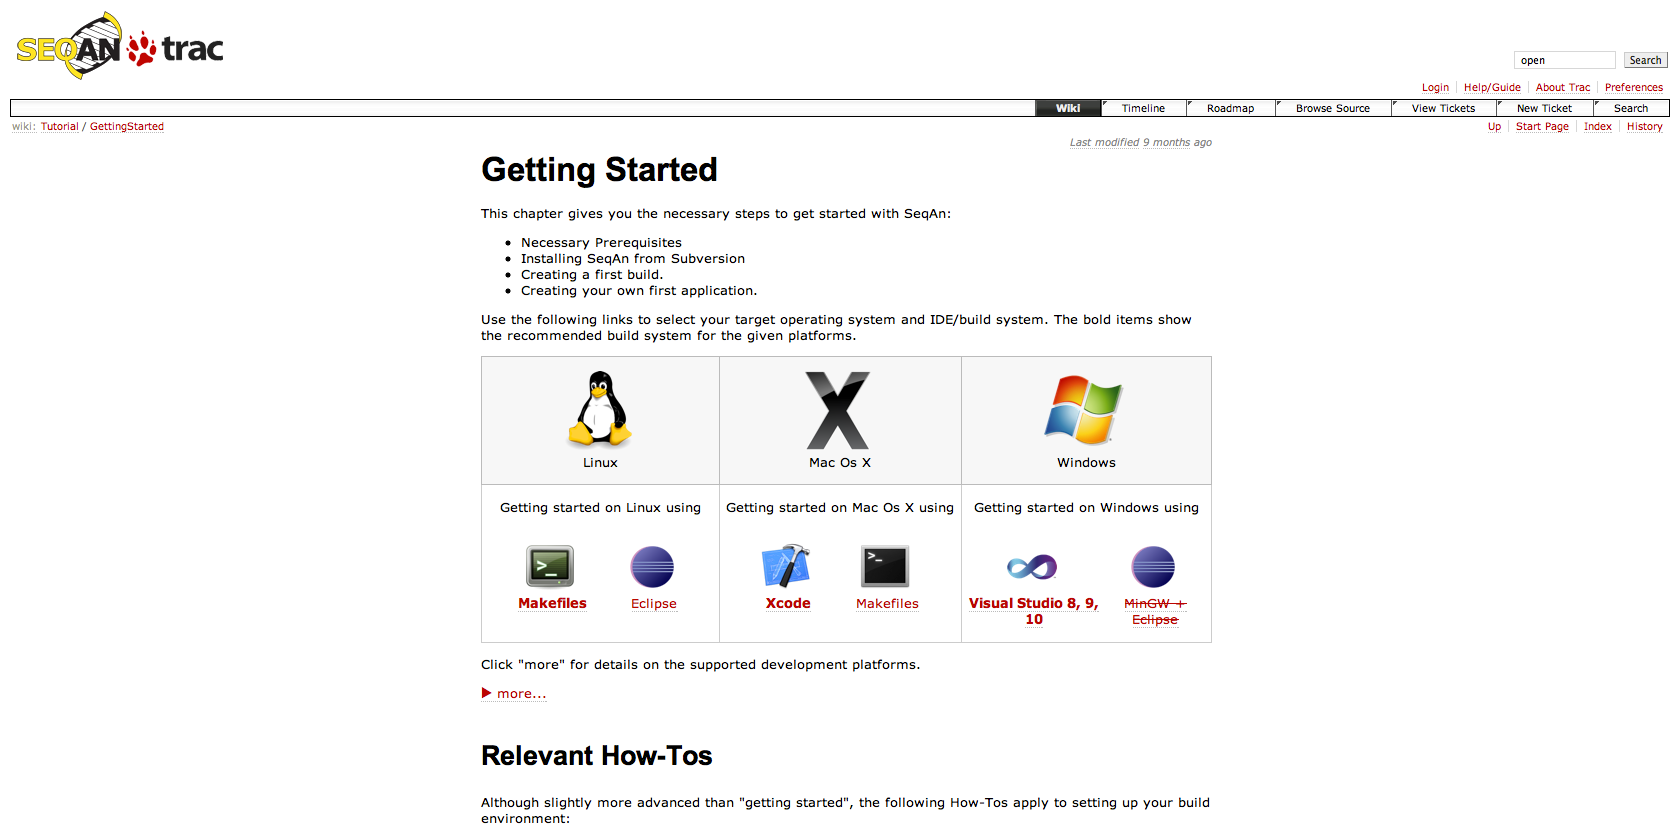 SEQAN trac
open
Search
Login Help/Guide About Trac Preferences
Wiki Timeline Roadmap Browse Source View Tickets New Ticket Search
wiki: Tutorial / GettingStarted
Up Start Page Index History
Last modified 9 months ago
Getting Started
This chapter gives you the necessary steps to get started with SeqAn:
• Necessary Prerequisites
• Installing SeqAn from Subversion
• Creating a first build.
• Creating your own first application.
Use the following links to select your target operating system and IDE/build system. The bold items show
the recommended build system for the given platforms.
Linux
Mac Os X
Windows
Getting started on Linux using
Getting started on Mac Os X using
Getting started on Windows using
Makefiles
Eclipse
Xcode
Makefiles
Visual Studio 8, 9,
10
MinGW +
Eclipse
Click "more" for details on the supported development platforms.
more...
Relevant How-Tos
Although slightly more advanced than "getting started", the following How-Tos apply to setting up your build
environment: